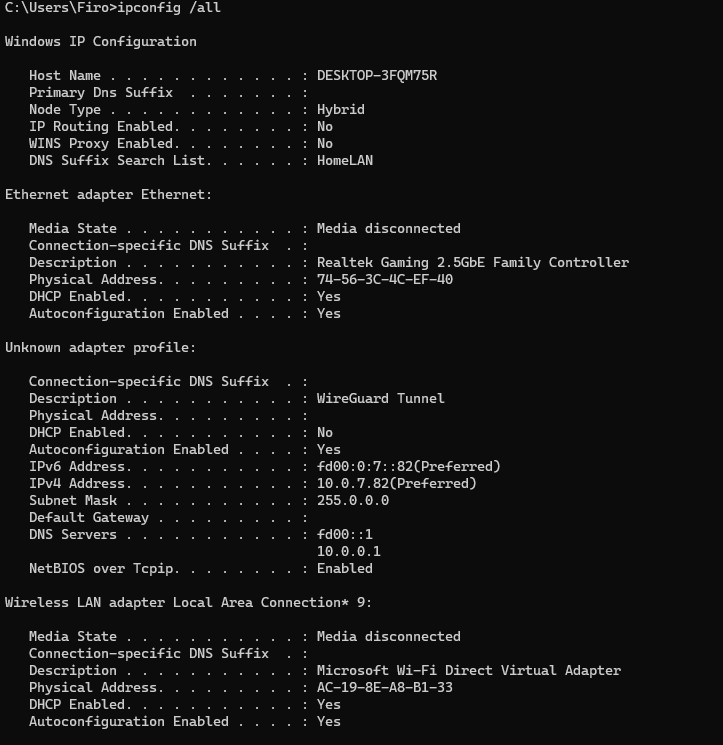 C:\Users\Firo>ipconfig /all
Windows IP Configuration
Host Name . . . . . . . . . . . . : DESKTOP-3FQM75R
Primary Dns Suffix  . . . . . . . :
Node Type . . . . . . . . . . . . : Hybrid
IP Routing Enabled. . . . . . . . : No
WINS Proxy Enabled. . . . . . . . : No
DNS Suffix Search List. . . . . . : HomeLAN
Ethernet adapter Ethernet:
Media State . . . . . . . . . . . : Media disconnected
Connection-specific DNS Suffix  . :
Description . . . . . . . . . . . : Realtek Gaming 2.5GbE Family Controller
Physical Address. . . . . . . . . : 74-56-3C-4C-EF-40
DHCP Enabled. . . . . . . . . . . : Yes
Autoconfiguration Enabled . . . . : Yes
Unknown adapter profile:
Connection-specific DNS Suffix  . :
Description . . . . . . . . . . . : WireGuard Tunnel
Physical Address. . . . . . . . . :
DHCP Enabled. . . . . . . . . . . : No
Autoconfiguration Enabled . . . . : Yes
IPv6 Address. . . . . . . . . . . : fd00:0:7::82(Preferred)
IPv4 Address. . . . . . . . . . . : 10.0.7.82(Preferred)
Subnet Mask . . . . . . . . . . . : 255.0.0.0
Default Gateway . . . . . . . . . :
DNS Servers . . . . . . . . . . . : fd00::1
10.0.0.1
NetBIOS over Tcpip. . . . . . . . : Enabled
Wireless LAN adapter Local Area Connection* 9:
Media State . . . . . . . . . . . : Media disconnected
Connection-specific DNS Suffix  . :
Description . . . . . . . . . . . : Microsoft Wi-Fi Direct Virtual Adapter
Physical Address. . . . . . . . . : AC-19-8E-A8-B1-33
DHCP Enabled. . . . . . . . . . . : Yes
Autoconfiguration Enabled . . . . : Yes